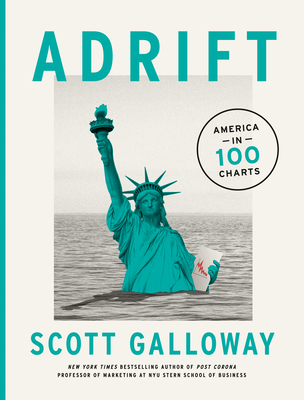 ADRIFT
AMERICA
—IN—
100
CHARTS
SCOTT GALLOWAY
NEW YORK TIMES BESTSELLING AUTHOR OF POST CORONA
PROFESSOR OF MARKETING AT NYU STERN SCHOOL OF BUSINESS